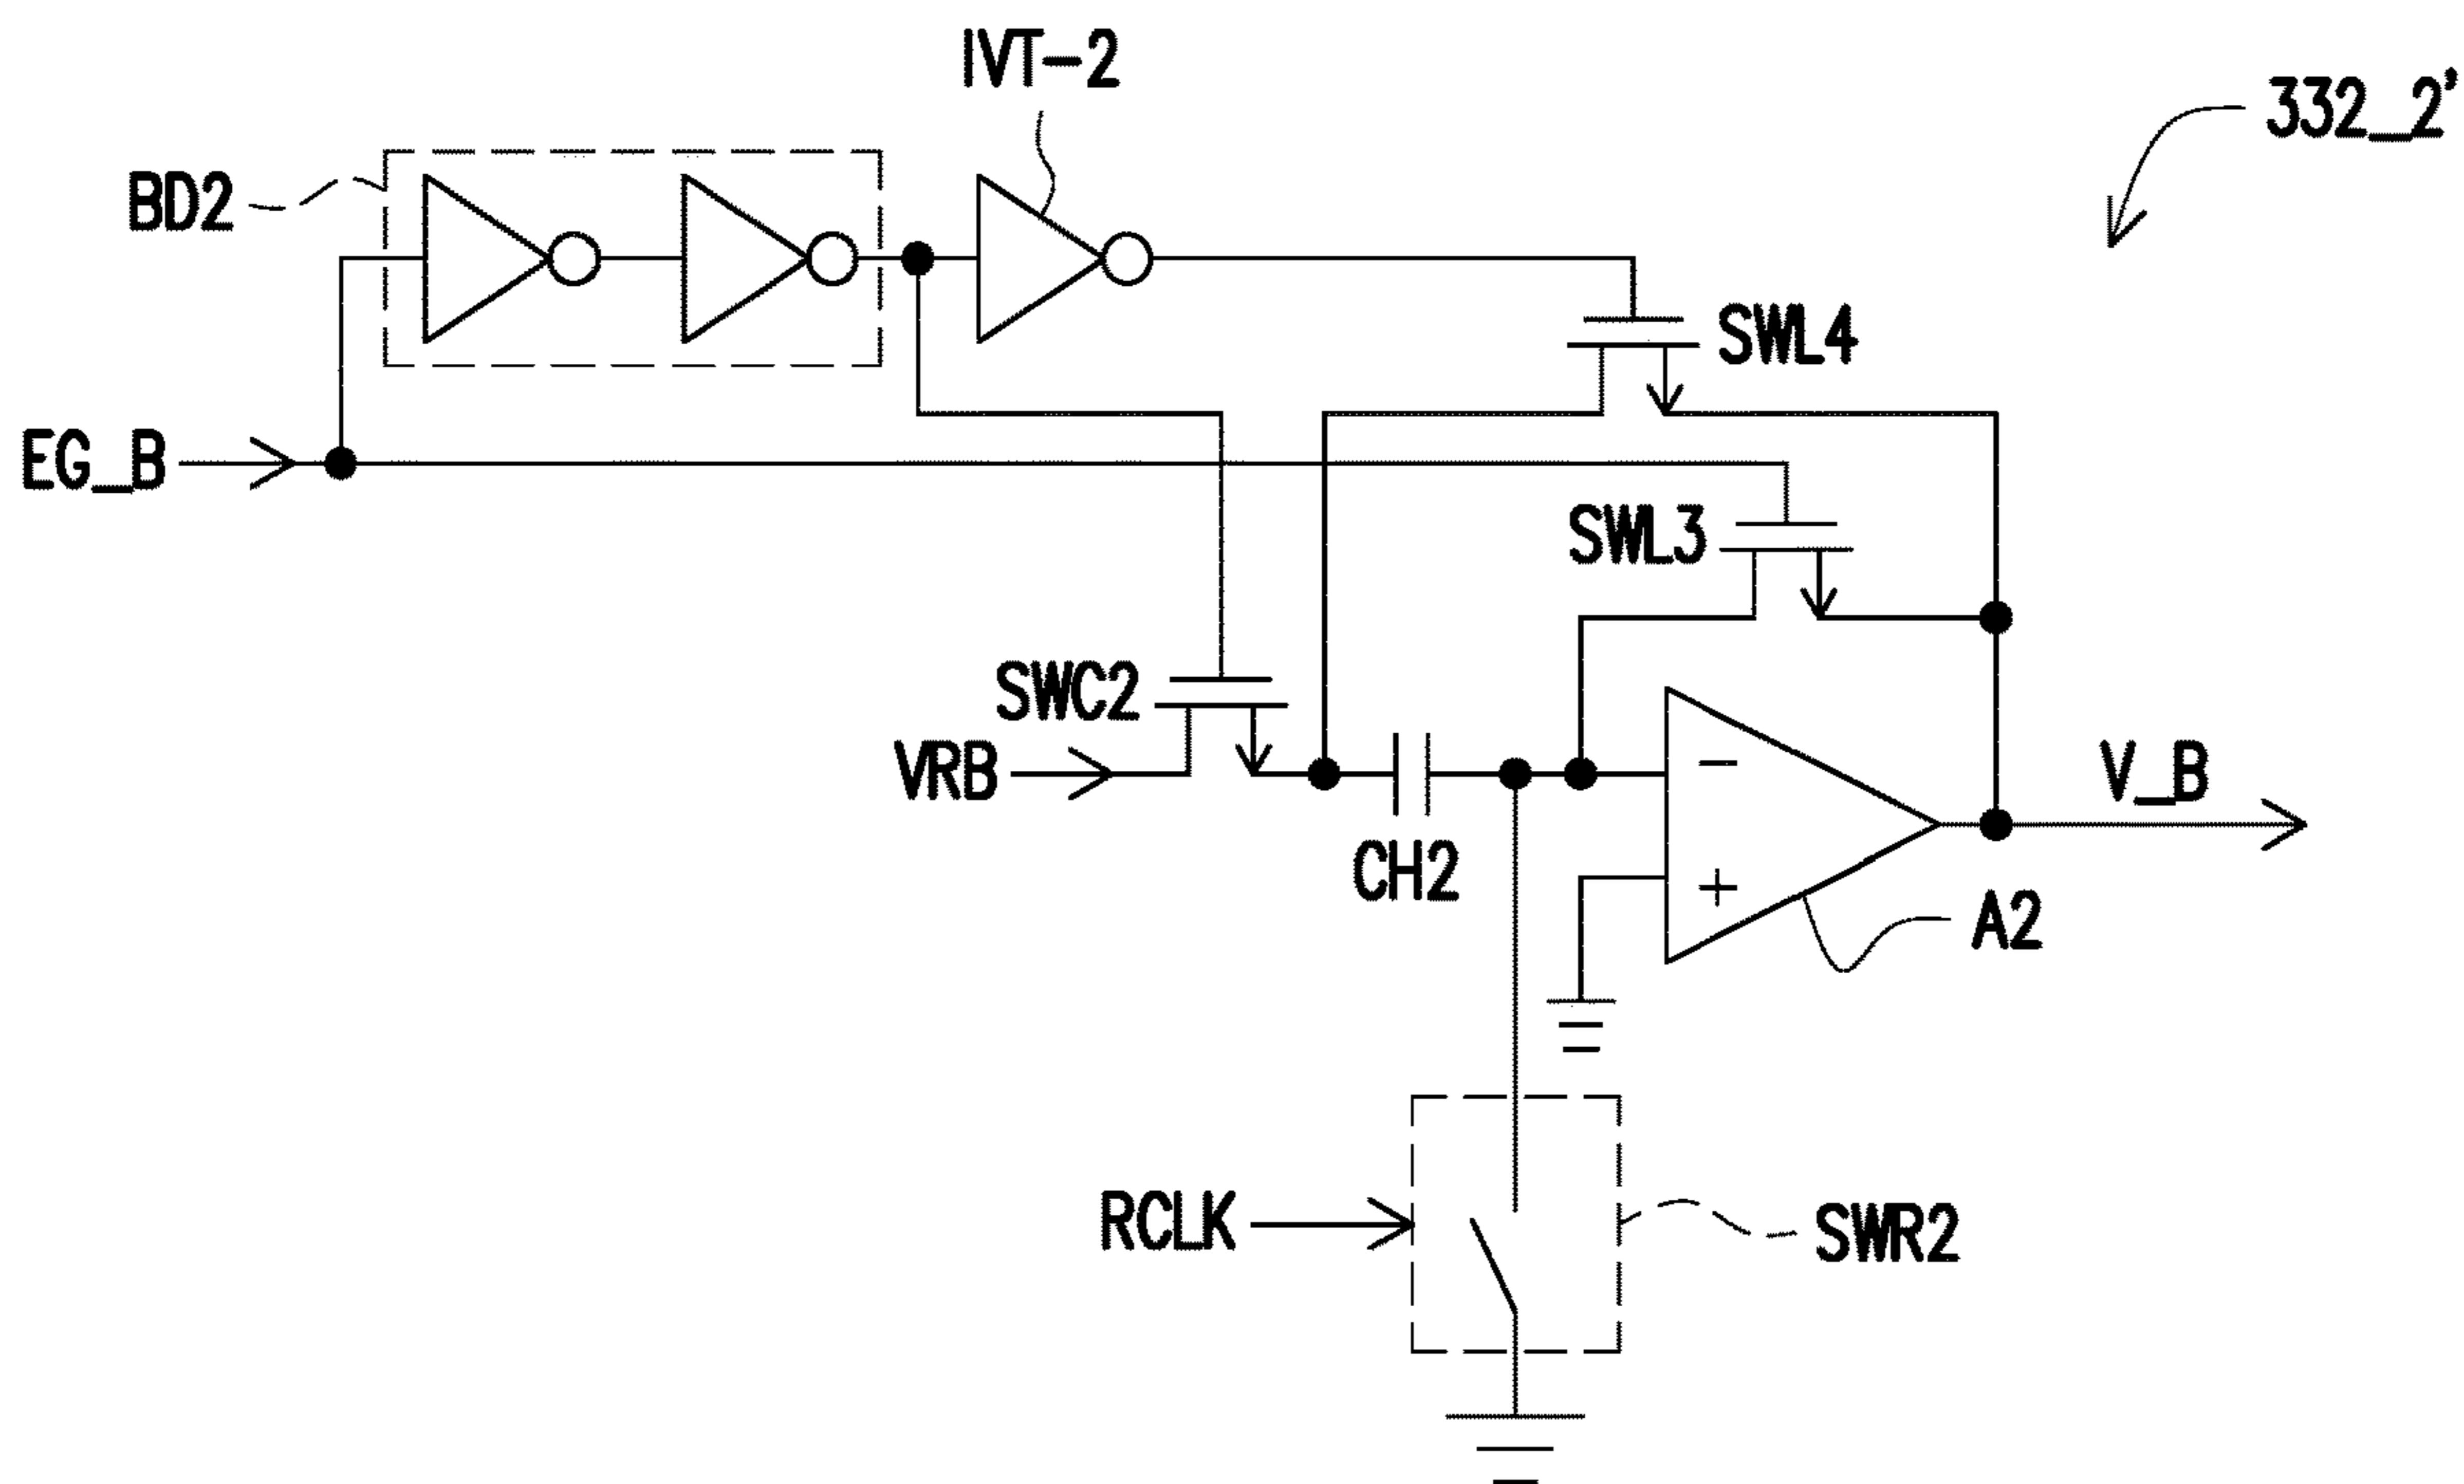 IVT-2
332_2'
BD2
SWL4
EG_B
SWL3
SWC2
VRB
V_B
−
CH2
+
A2
RCLK
SWR2